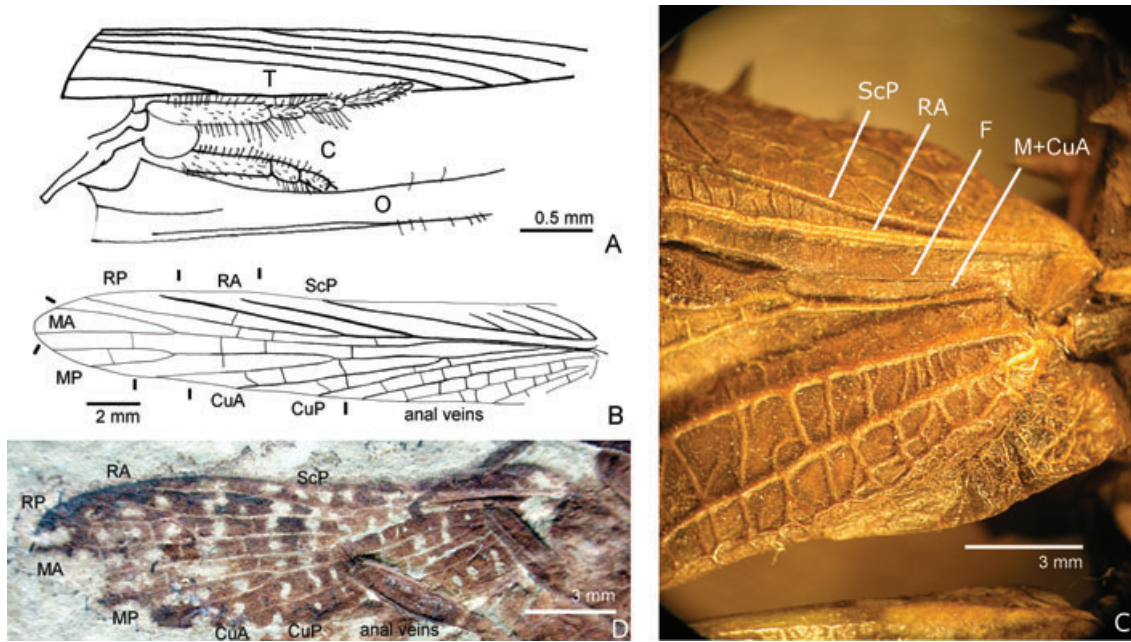 T
C
O
0.5 mm
A
RP RA ScP
MA
MP CuA CuP anal veins
2 mm
B
RA ScP
RP
MA
MP CuA CuP anal veins
3 mm
D
ScP RA F M+CuA
3 mm
C